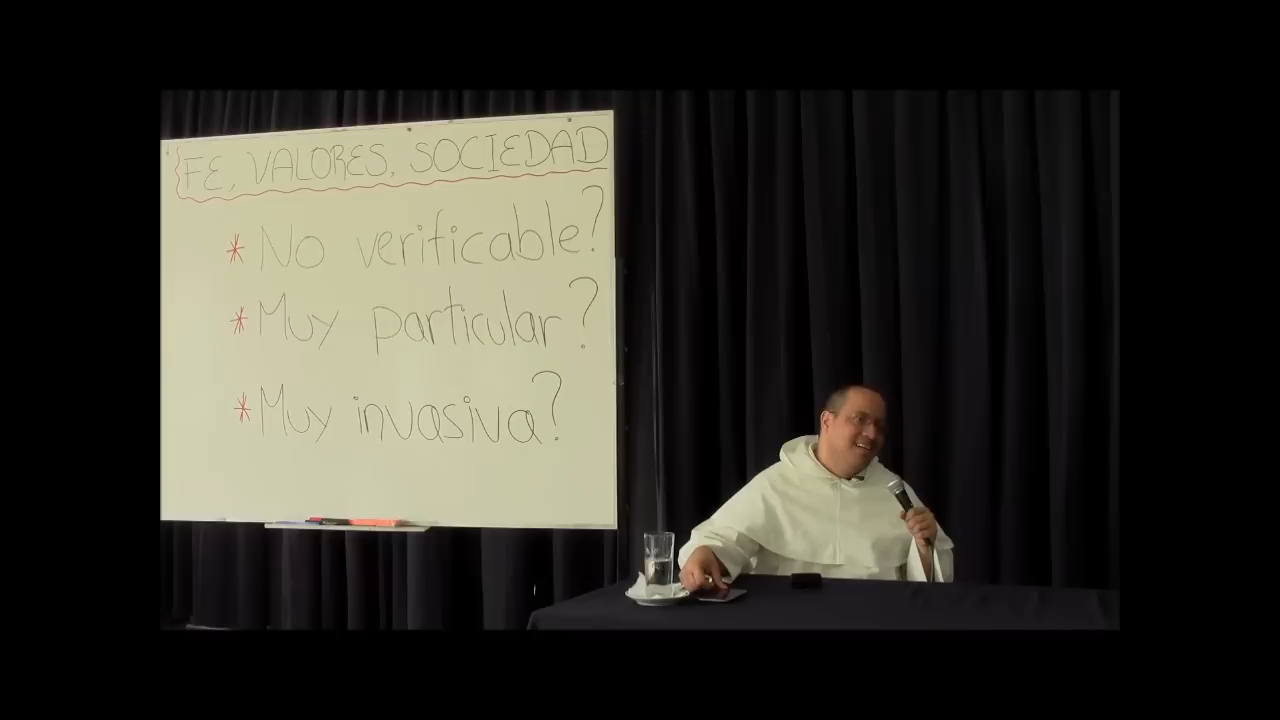 FE, VALORES, SOCIEDAD
* No verificable?
* Muy particular?
* Muy invasiva?